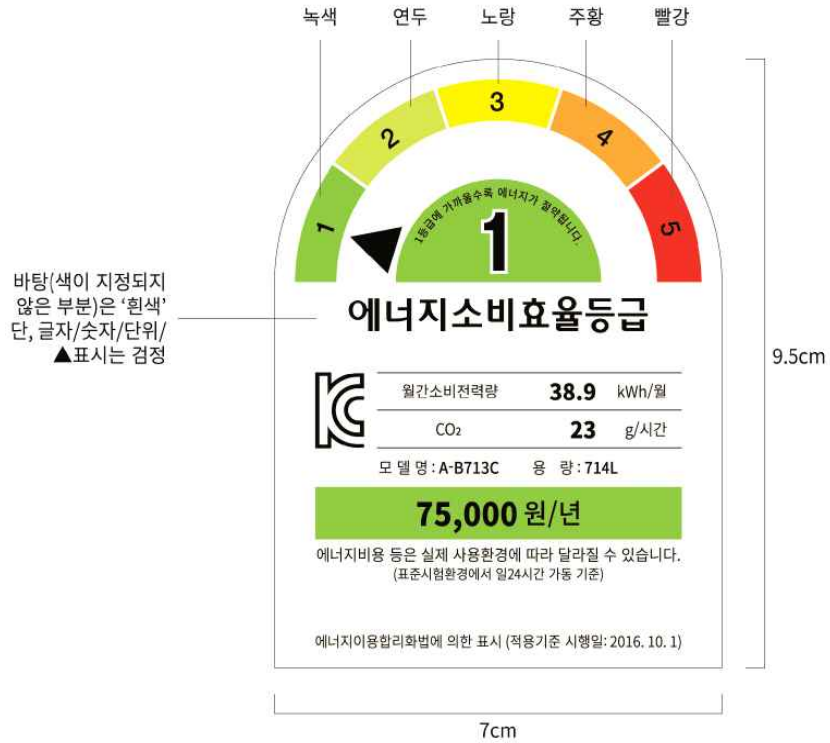 녹색 연두 노랑 주황 빨강
1 2 3 4 5
1등급에 가까울수록 에너지가 절약됩니다.
1
에너지소비효율등급
바탕(색이 지정되지
않은 부분)은 ‘흰색’
단, 글자/숫자/단위/
▲표시는 검정
9.5cm
월간소비전력량 38.9 kWh/월
CO₂ 23 g/시간
모 델 명 : A-B713C 용 량 : 714L
75,000 원/년
에너지비용 등은 실제 사용환경에 따라 달라질 수 있습니다.
(표준시험환경에서 일24시간 가동 기준)
에너지이용합리화법에 의한 표시 (적용기준 시행일: 2016. 10. 1)
7cm